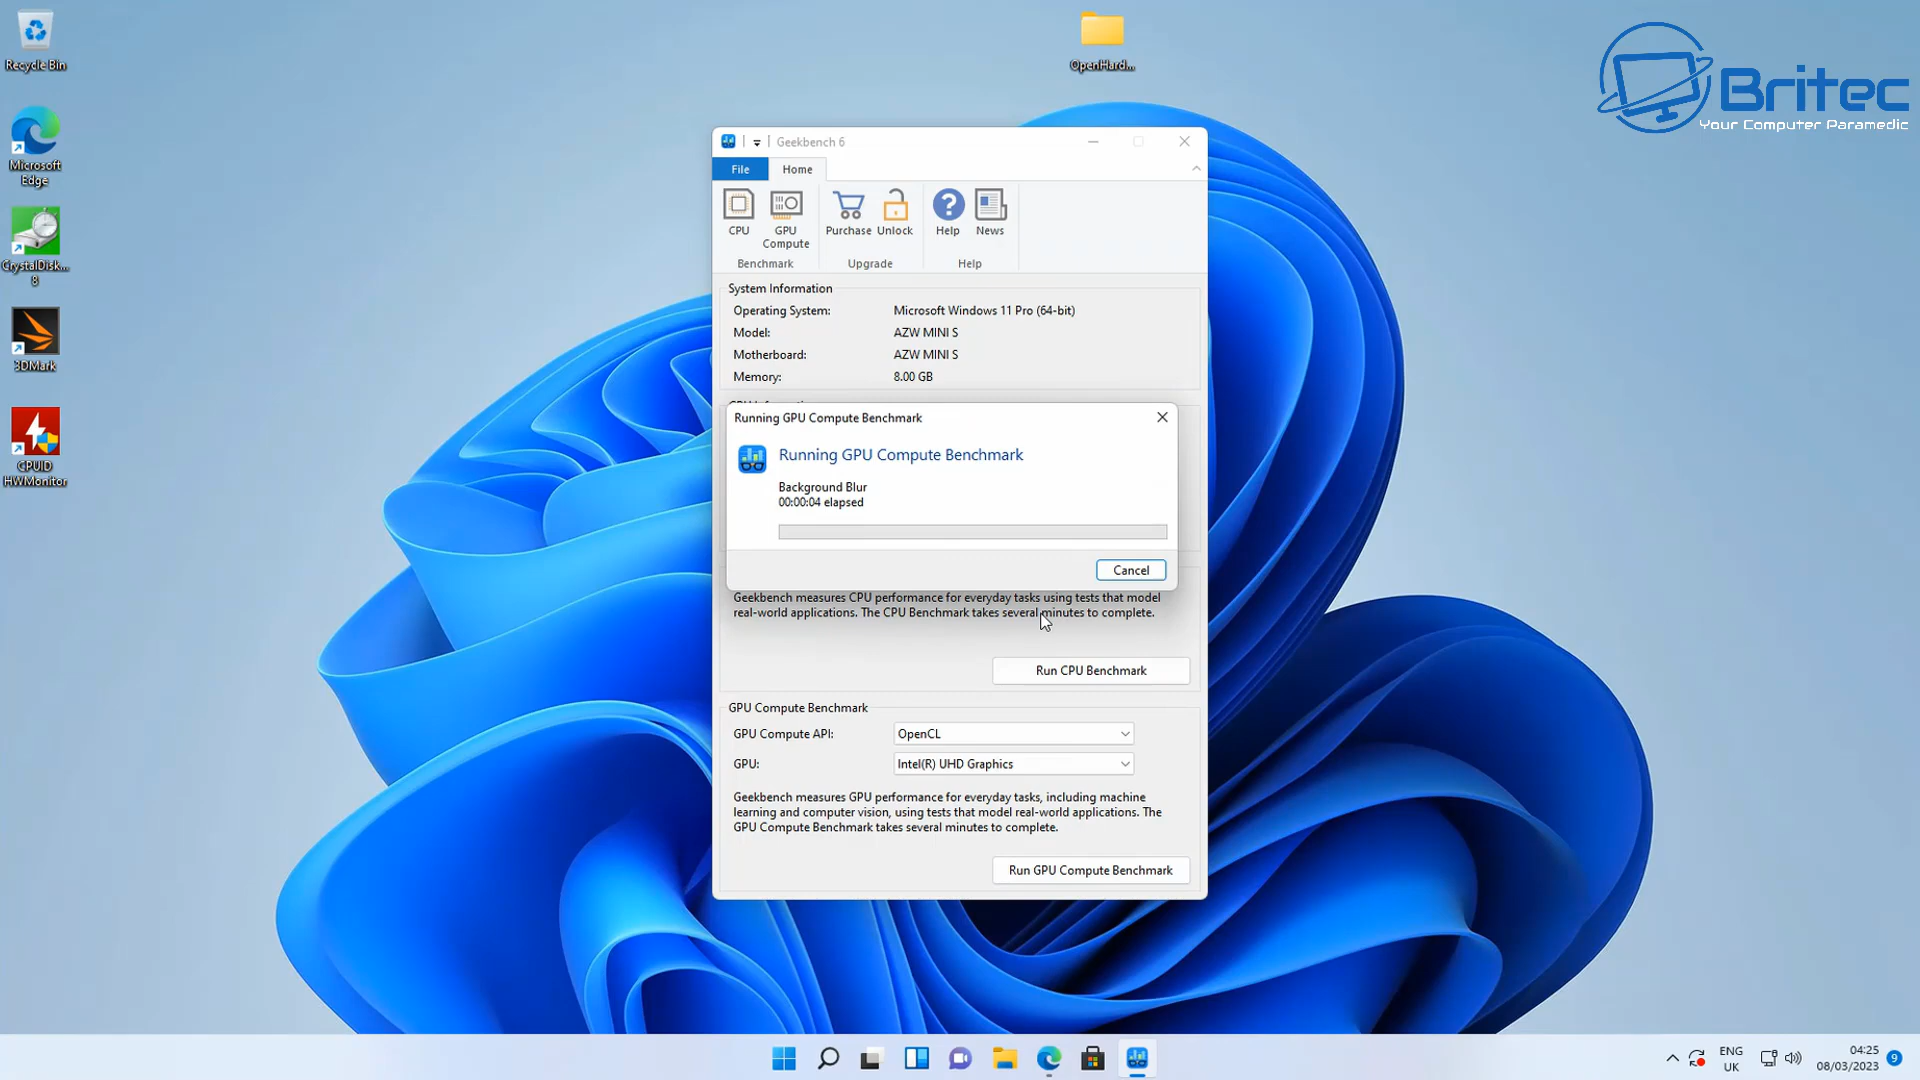 Recycle Bin
Microsoft
Edge
CrystalDisk...
8
3DMark
CPUID
HWMonitor
OpenHard...
Britec
Your Computer Paramedic
Geekbench 6
File
Home
CPU
GPU
Compute
Purchase
Unlock
Help
News
Benchmark
Upgrade
Help
System Information
Operating System:
Microsoft Windows 11 Pro (64-bit)
Model:
AZW MINI S
Motherboard:
AZW MINI S
Memory:
8.00 GB
Running GPU Compute Benchmark
Running GPU Compute Benchmark
Background Blur
00:00:04 elapsed
Cancel
Geekbench measures CPU performance for everyday tasks using tests that model
real-world applications. The CPU Benchmark takes several minutes to complete.
Run CPU Benchmark
GPU Compute Benchmark
GPU Compute API:
OpenCL
GPU:
Intel(R) UHD Graphics
Geekbench measures GPU performance for everyday tasks, including machine
learning and computer vision, using tests that model real-world applications. The
GPU Compute Benchmark takes several minutes to complete.
Run GPU Compute Benchmark
ENG
UK
04:25
08/03/2023
9